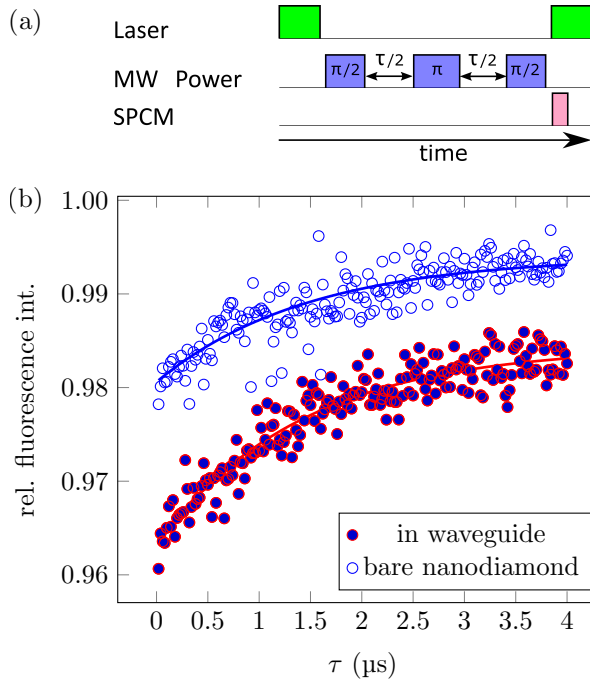 (a)
Laser
MW Power
π/2 τ/2 π τ/2 π/2
SPCM
time
(b)
1.00
0.99
0.98
0.97
0.96
rel. fluorescence int.
in waveguide
bare nanodiamond
0 0.5 1 1.5 2 2.5 3 3.5 4
τ (µs)